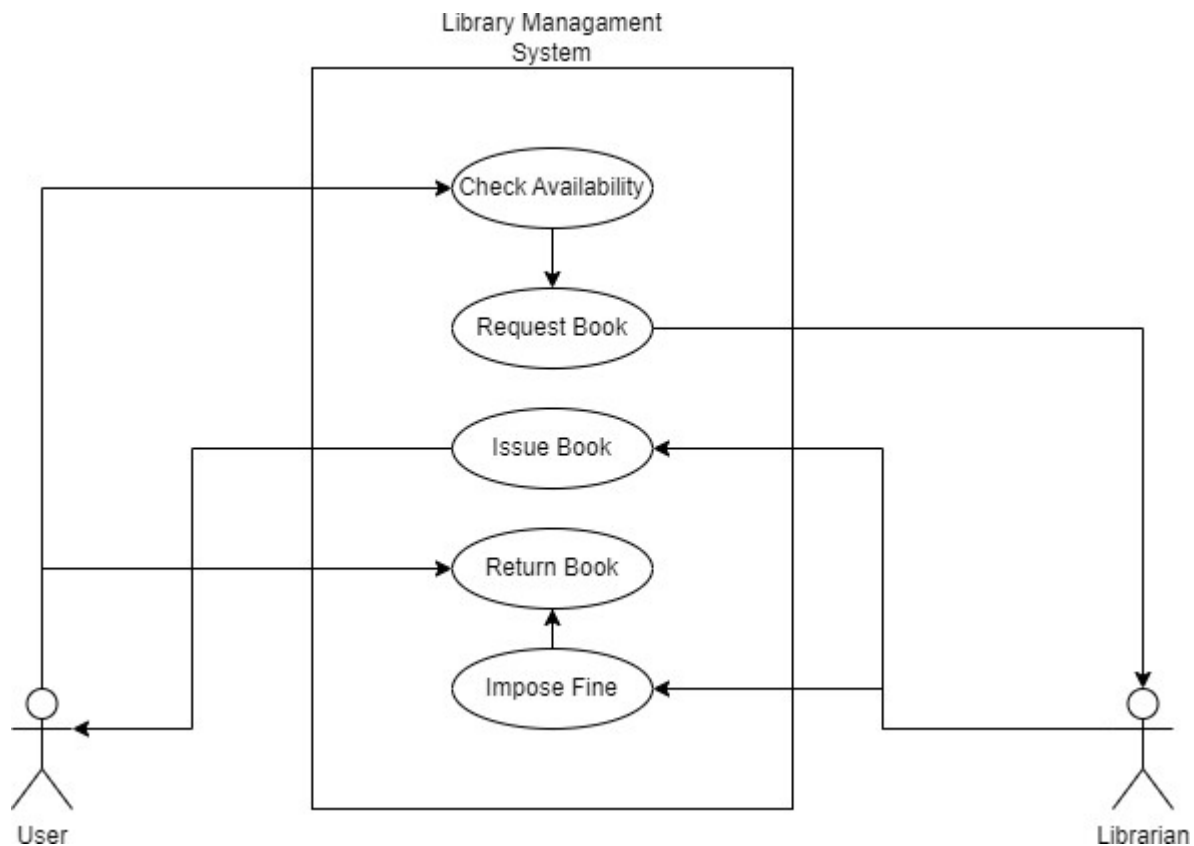 Library Managament
System
Check Availability
Request Book
Issue Book
Return Book
Impose Fine
User
Librarian